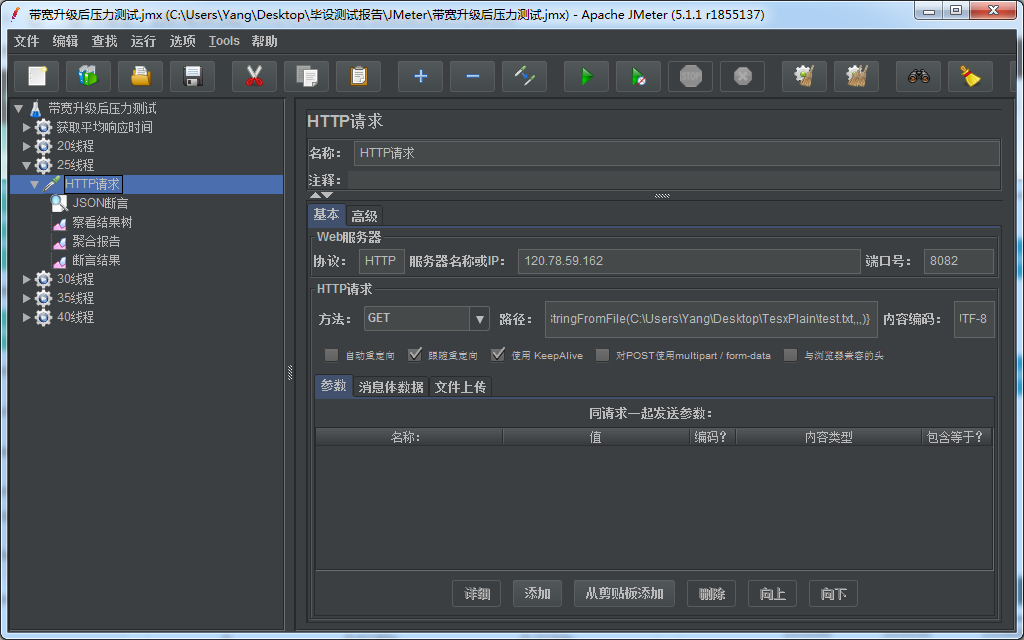 带宽升级后压力测试.jmx (C:\Users\Yang\Desktop\毕设测试报告\JMeter\带宽升级后压力测试.jmx) - Apache JMeter (5.1.1 r1855137)
文件 编辑 查找 运行 选项 Tools 帮助
STOP
带宽升级后压力测试
获取平均响应时间
20线程
25线程
HTTP请求
JSON断言
察看结果树
聚合报告
断言结果
30线程
35线程
40线程
HTTP请求
名称： HTTP请求
注释：
基本 高级
Web服务器
协议： HTTP 服务器名称或IP： 120.78.59.162 端口号： 8082
HTTP请求
方法： GET 路径： StringFromFile(C:\Users\Yang\Desktop\TesxPlain\test.txt,,,)} 内容编码： UTF-8
自动重定向 跟随重定向 使用 KeepAlive 对POST使用multipart / form-data 与浏览器兼容的头
参数 消息体数据 文件上传
同请求一起发送参数：
名称： 值 编码？ 内容类型 包含等于？
详细 添加 从剪贴板添加 删除 向上 向下